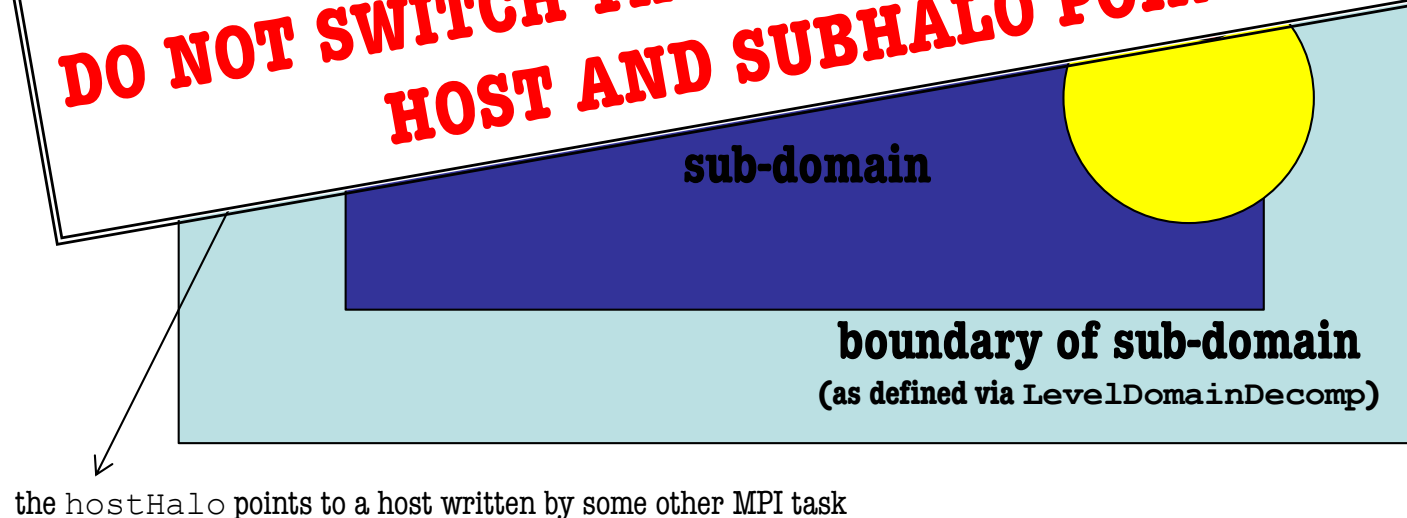 DO NOT SWITCH
HOST AND SUBHALO
sub-domain
boundary of sub-domain
(as defined via LevelDomainDecomp)
the hostHalo points to a host written by some other MPI task